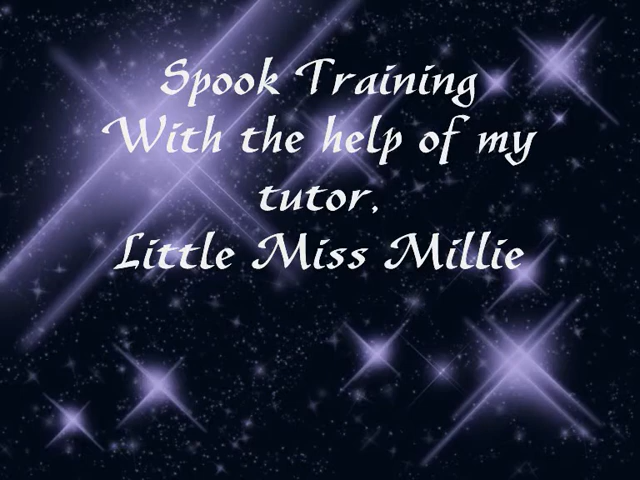 Spook Training
With the help of my
tutor,
Little Miss Millie